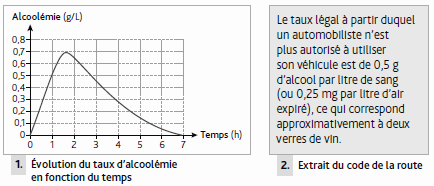 Alcoolémie (g/L)
0,8
0,7
0,6
0,5
0,4
0,3
0,2
0,1
0
0 1 2 3 4 5 6 7
Temps (h)
1. Évolution du taux d'alcoolémie
en fonction du temps
Le taux légal à partir duquel
un automobiliste n'est
plus autorisé à utiliser
son véhicule est de 0,5 g
d'alcool par litre de sang
(ou 0,25 mg par litre d'air
expiré), ce qui correspond
approximativement à deux
verres de vin.
2. Extrait du code de la route